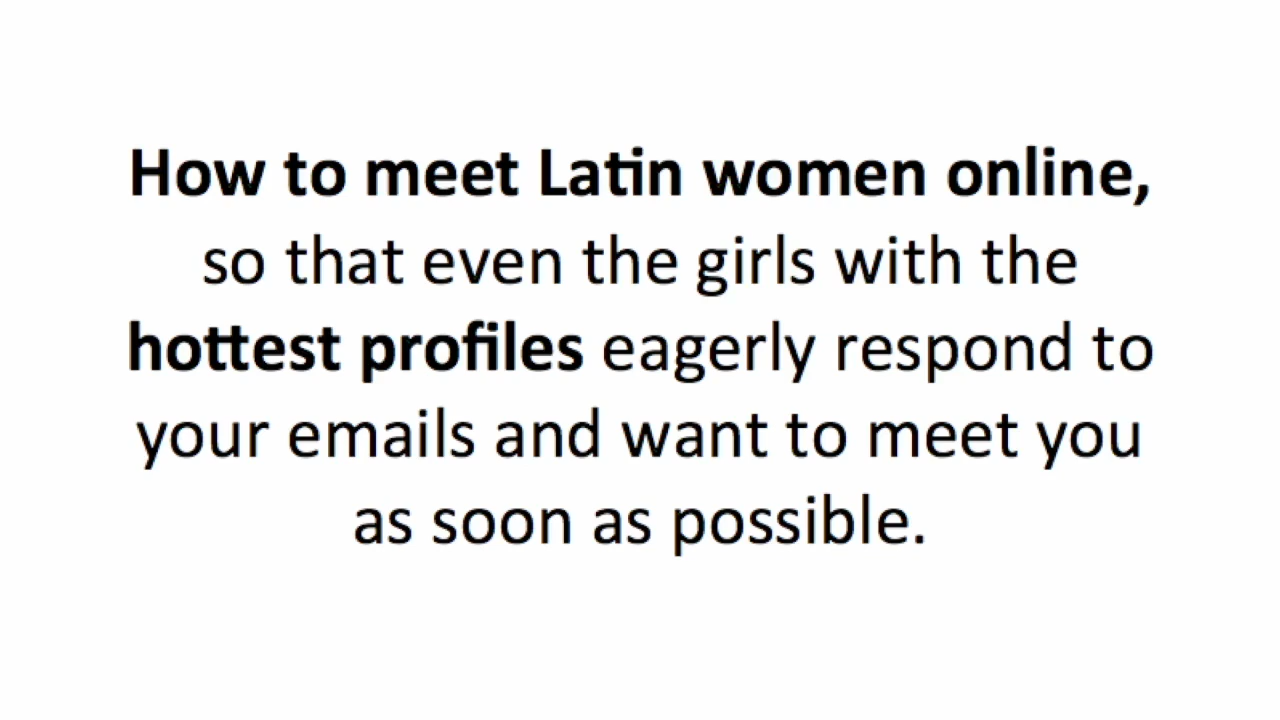 How to meet Latin women online,
so that even the girls with the
hottest profiles eagerly respond to
your emails and want to meet you
as soon as possible.